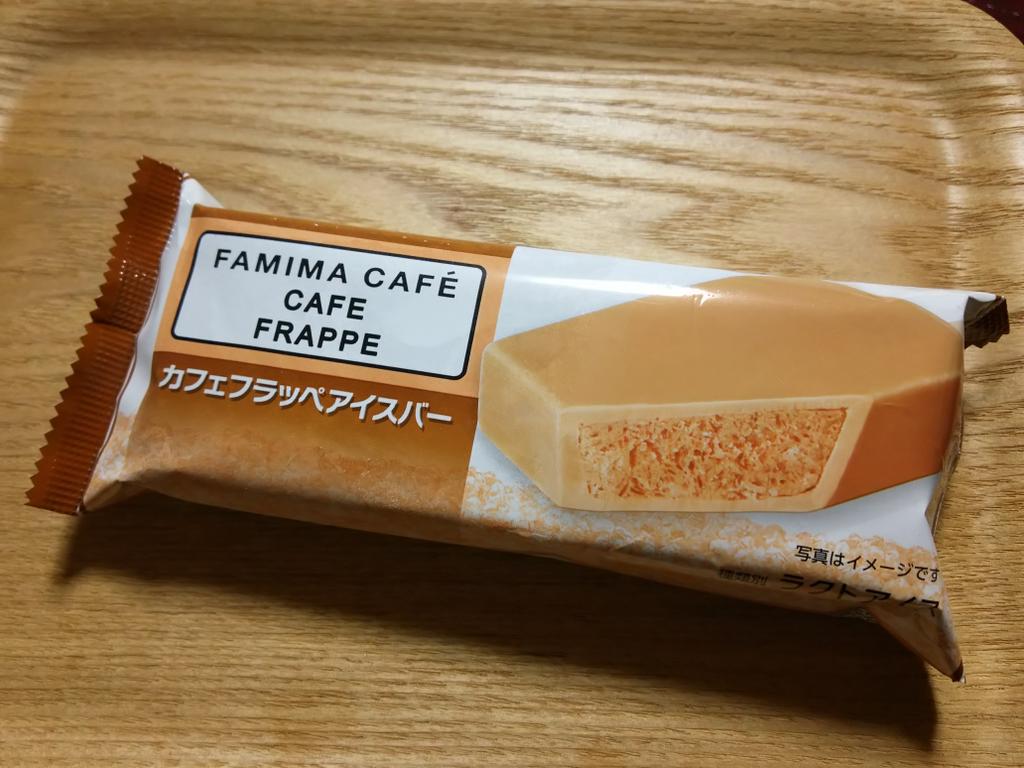 FAMIMA CAFÉ
CAFE
FRAPPE
カフェフラッペアイスバー
写真はイメージです
種類別 ラクトアイス